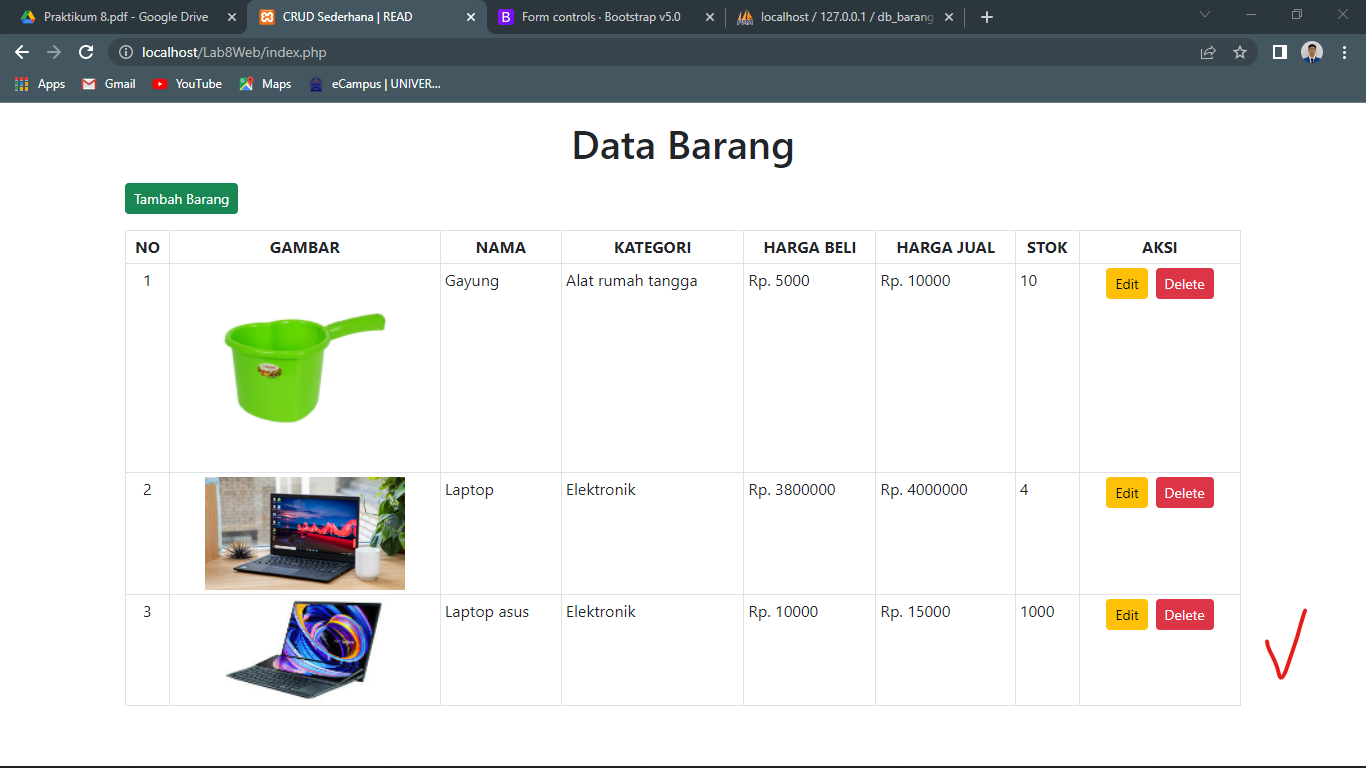 Praktikum 8.pdf - Google Drive
CRUD Sederhana | READ
Form controls · Bootstrap v5.0
localhost / 127.0.0.1 / db_barang
localhost/Lab8Web/index.php
Apps
Gmail
YouTube
Maps
eCampus | UNIVER...
Data Barang
Tambah Barang
NO GAMBAR NAMA KATEGORI HARGA BELI HARGA JUAL STOK AKSI
1 Gayung Alat rumah tangga Rp. 5000 Rp. 10000 10 Edit Delete
2 Laptop Elektronik Rp. 3800000 Rp. 4000000 4 Edit Delete
3 Laptop asus Elektronik Rp. 10000 Rp. 15000 1000 Edit Delete